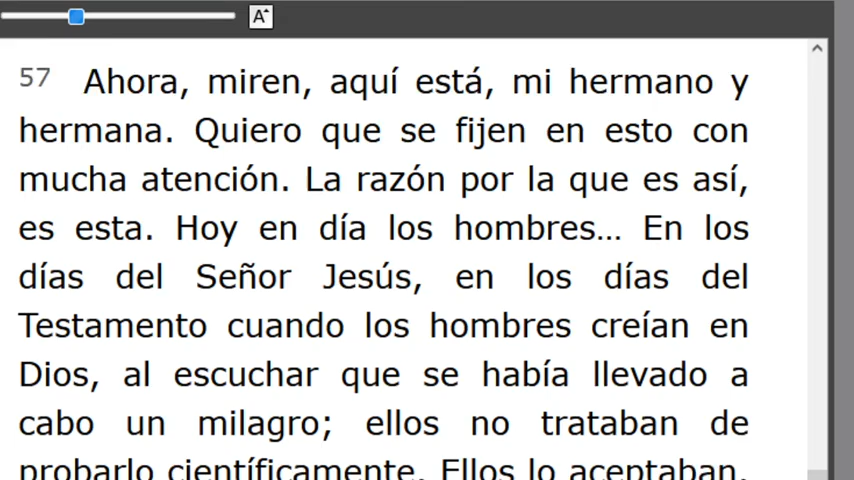 A
57 Ahora, miren, aquí está, mi hermano y
hermana. Quiero que se fijen en esto con
mucha atención. La razón por la que es así,
es esta. Hoy en día los hombres… En los
días del Señor Jesús, en los días del
Testamento cuando los hombres creían en
Dios, al escuchar que se había llevado a
cabo un milagro; ellos no trataban de
probarlo científicamente. Ellos lo aceptaban.